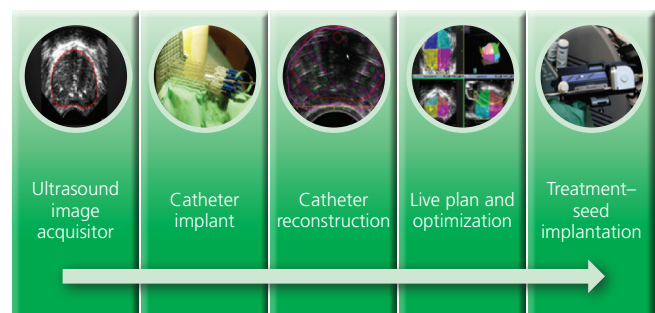 Ultrasound
image
acquisitor
Catheter
implant
Catheter
reconstruction
Live plan and
optimization
Treatment–
seed
implantation